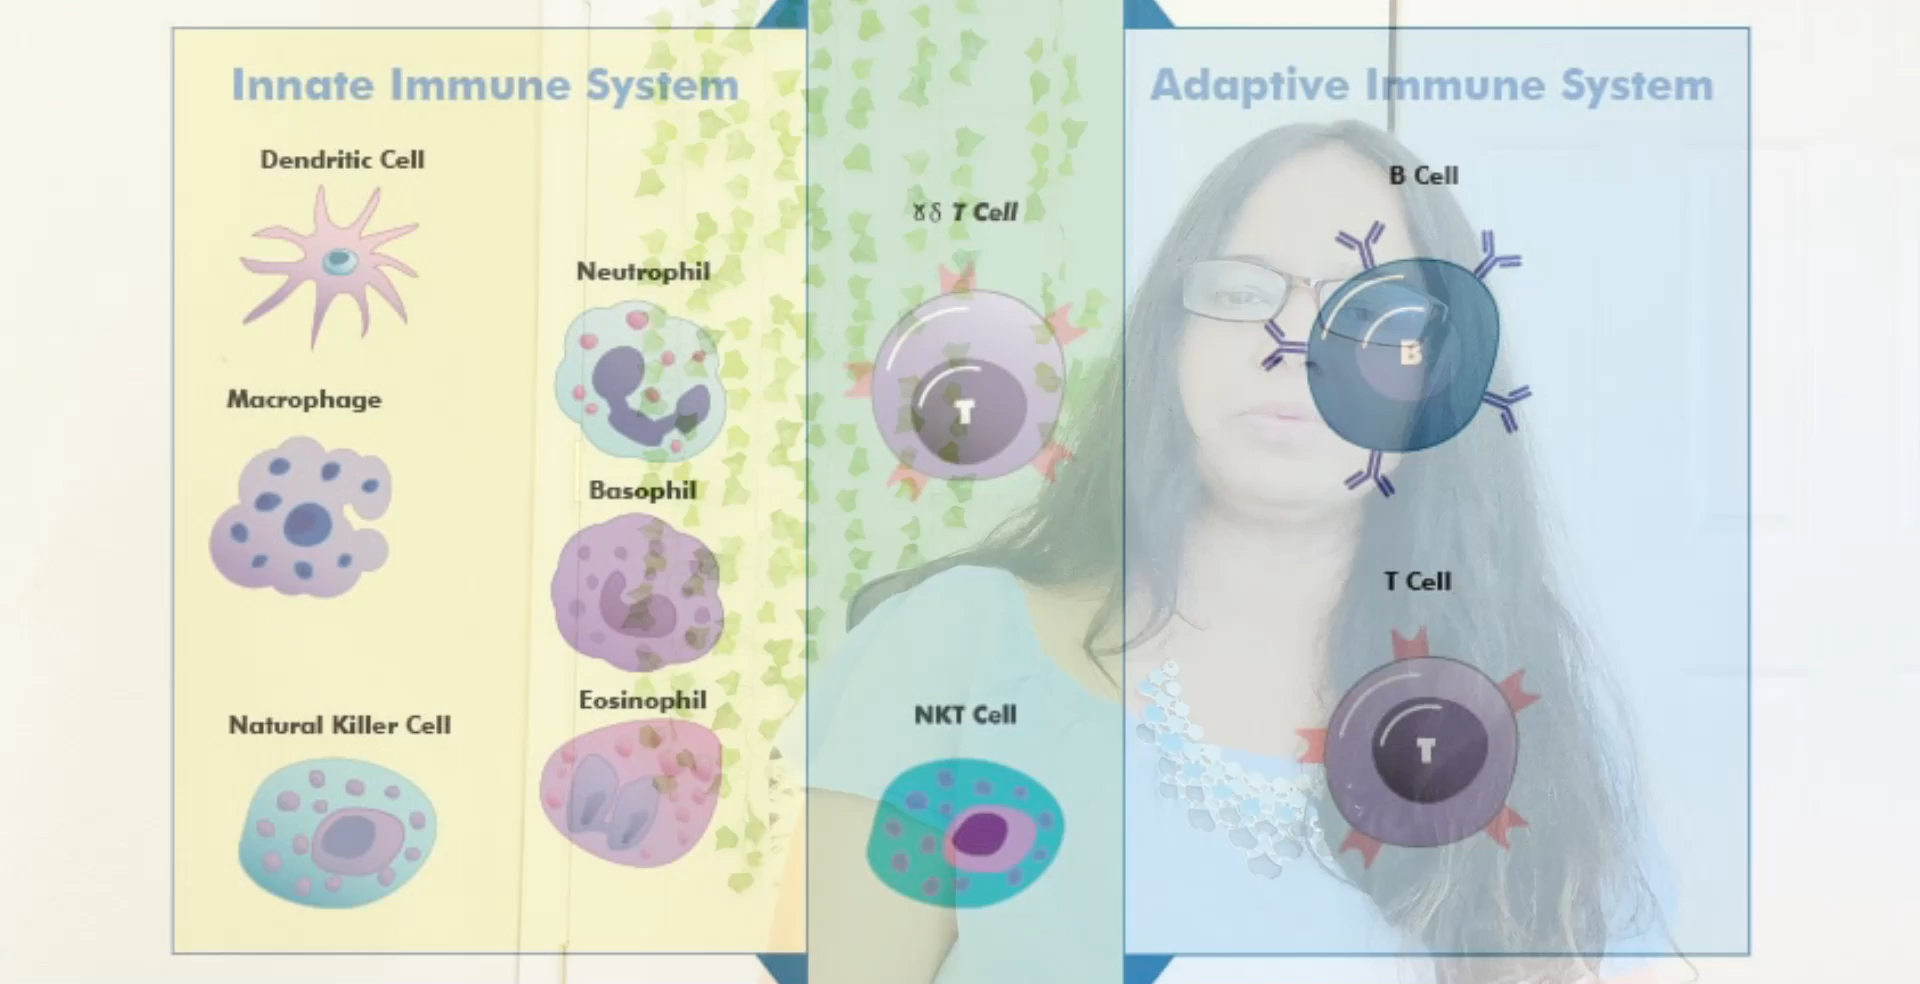 Innate Immune System
Dendritic Cell
Neutrophil
Macrophage
Basophil
Natural Killer Cell
Eosinophil
γδ T Cell
T
NKT Cell
Adaptive Immune System
B Cell
B
T Cell
T